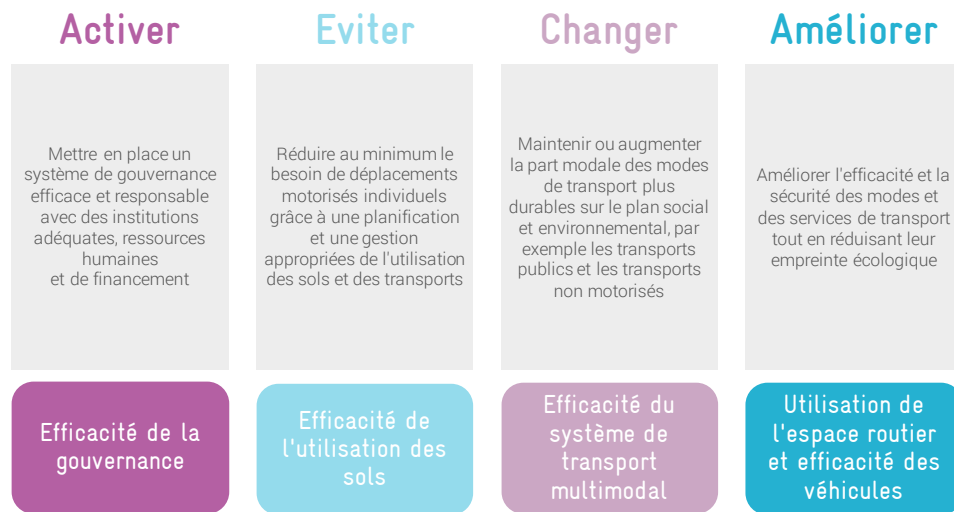 Activer
Mettre en place un
système de gouvernance
efficace et responsable
avec des institutions
adéquates, ressources
humaines
et de financement
Efficacité de la
gouvernance
Eviter
Réduire au minimum le
besoin de déplacements
motorisés individuels
grâce à une planification
et une gestion
appropriées de l'utilisation
des sols et des transports
Efficacité de
l'utilisation des
sols
Changer
Maintenir ou augmenter
la part modale des modes
de transport plus
durables sur le plan social
et environnemental, par
exemple les transports
publics et les transports
non motorisés
Efficacité du
système de
transport
multimodal
Améliorer
Améliorer l'efficacité et la
sécurité des modes et
des services de transport
tout en réduisant leur
empreinte écologique
Utilisation de
l'espace routier
et efficacité des
véhicules